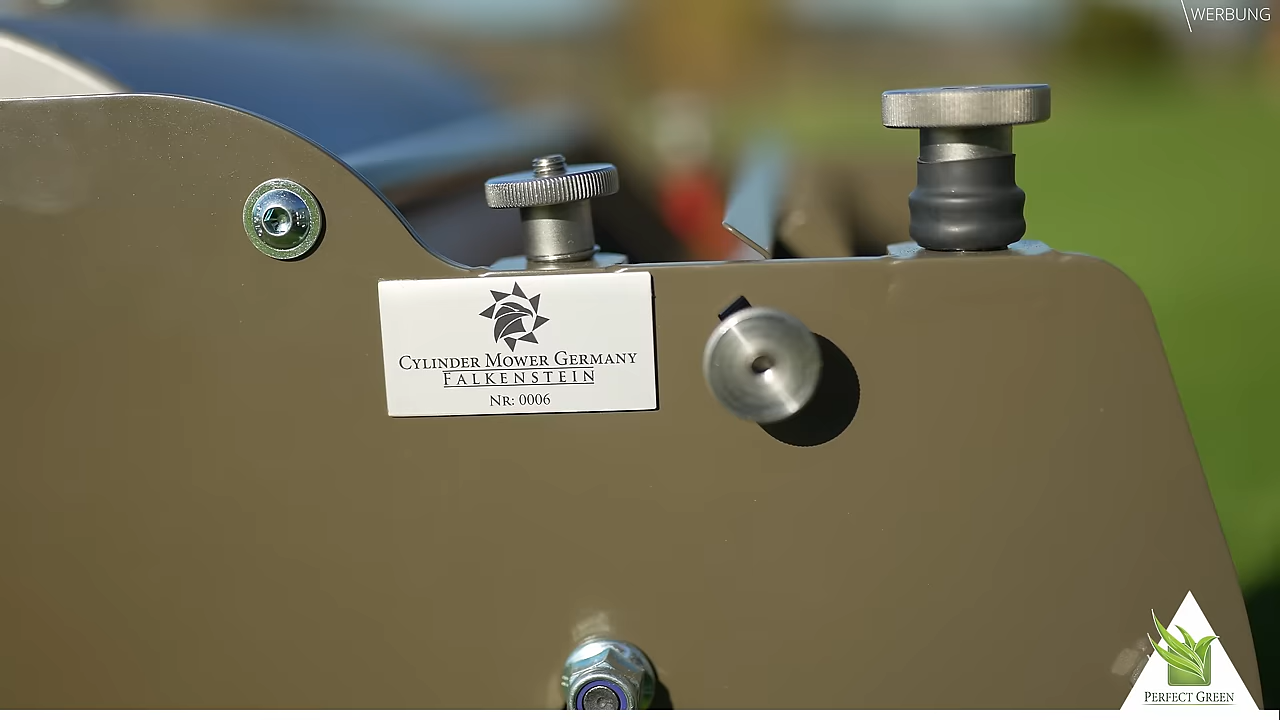 \WERBUNG
CYLINDER MOWER GERMANY
FALKENSTEIN
NR: 0006
PERFECT GREEN